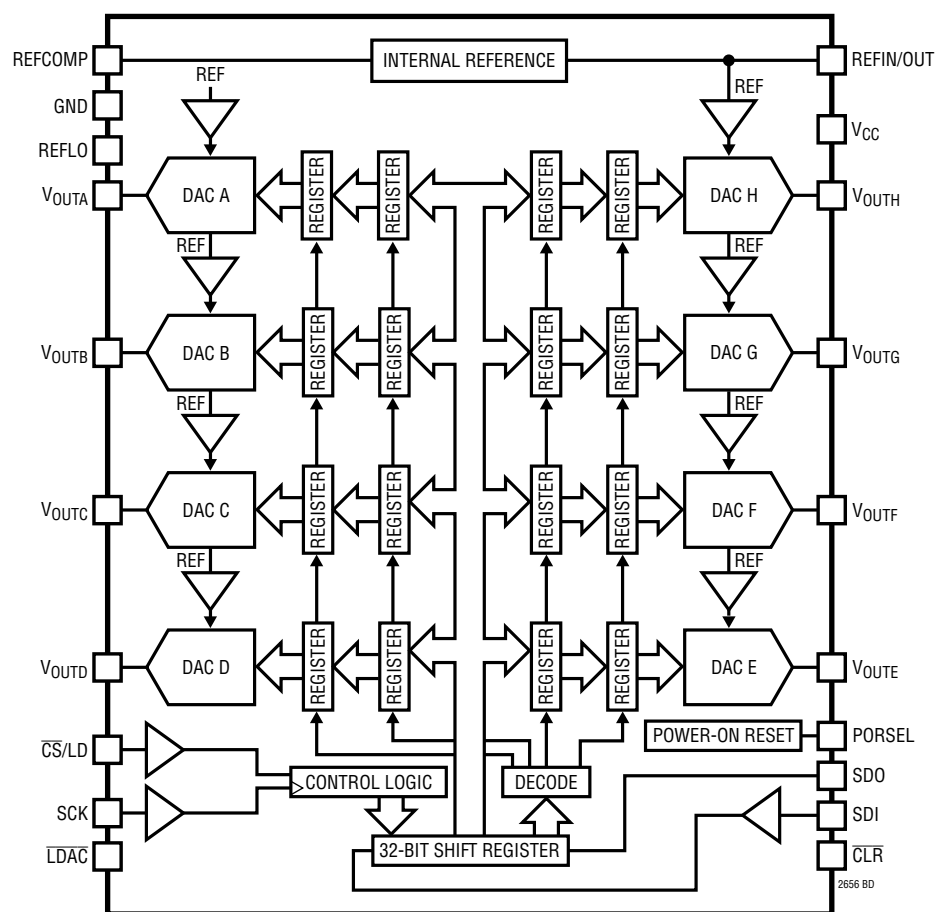 REFCOMP
INTERNAL REFERENCE
REFIN/OUT
GND
REF
REF
REFLO
VCC
VOUTA
DAC A
REGISTER
REGISTER
REGISTER
REGISTER
DAC H
VOUTH
REF
REF
VOUTB
DAC B
REGISTER
REGISTER
REGISTER
REGISTER
DAC G
VOUTG
REF
REF
VOUTC
DAC C
REGISTER
REGISTER
REGISTER
REGISTER
DAC F
VOUTF
REF
REF
VOUTD
DAC D
REGISTER
REGISTER
REGISTER
REGISTER
DAC E
VOUTE
CS/LD
POWER-ON RESET
PORSEL
CONTROL LOGIC
DECODE
SDO
SCK
SDI
LDAC
32-BIT SHIFT REGISTER
CLR
2656 BD